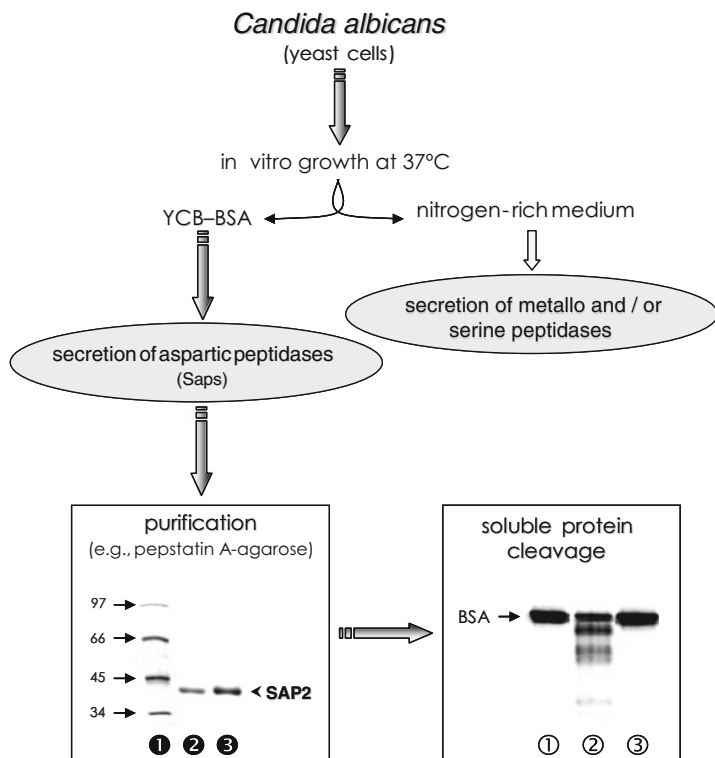 Candida albicans
(yeast cells)
in vitro growth at 37ºC
YCB–BSA
nitrogen-rich medium
secretion of metallo and / or
serine peptidases
secretion of aspartic peptidases
(Saps)
purification
(e.g., pepstatin A-agarose)
97
66
45
34
SAP2
❶ ❷ ❸
soluble protein
cleavage
BSA
① ② ③